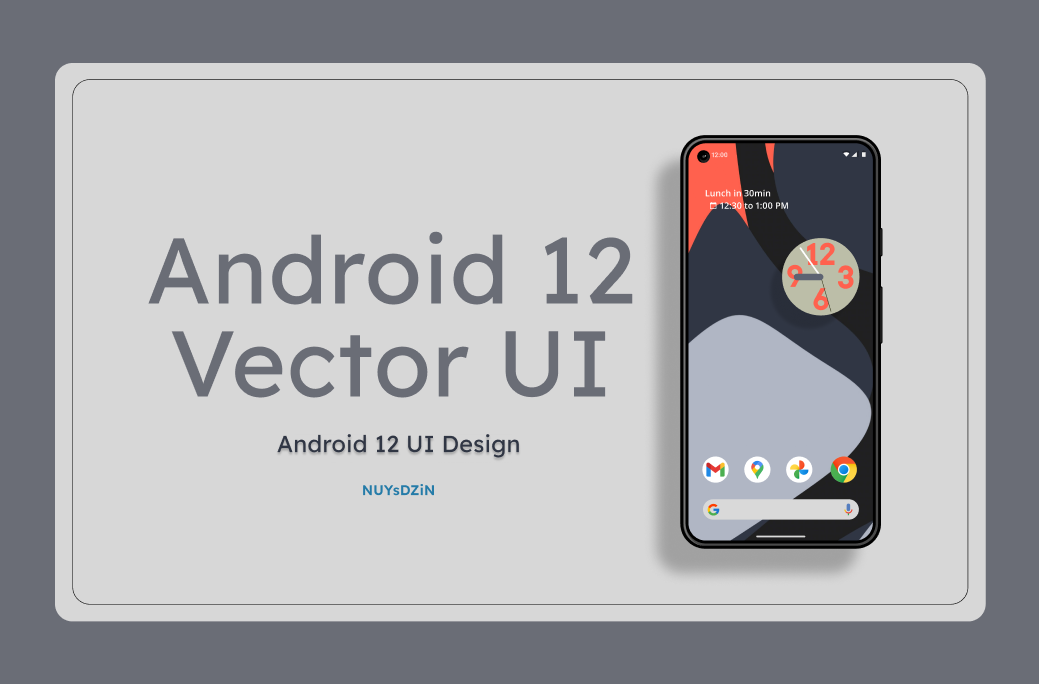 Android 12
Vector UI
Android 12 UI Design
NUYsDZiN
12:00
Lunch in 30min
12:30 to 1:00 PM
12
9
3
6